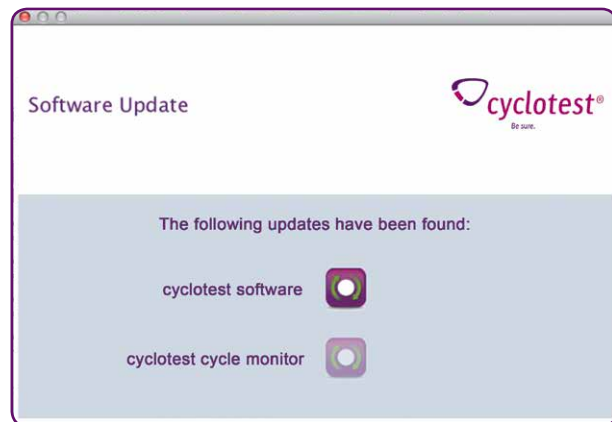 Software Update
cyclotest®
Be sure.
The following updates have been found:
cyclotest software
cyclotest cycle monitor